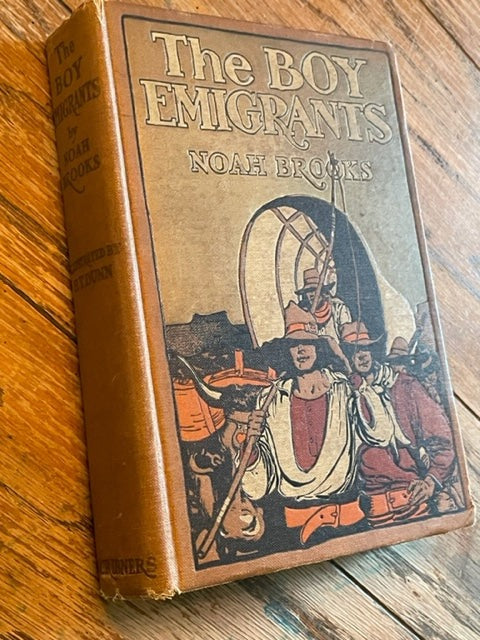 The BOY
EMIGRANTS
NOAH BROOKS
The
BOY
EMIGRANTS
by
NOAH
BROOKS
ILLUSTRATED BY
DUNN
SCRIBNERS